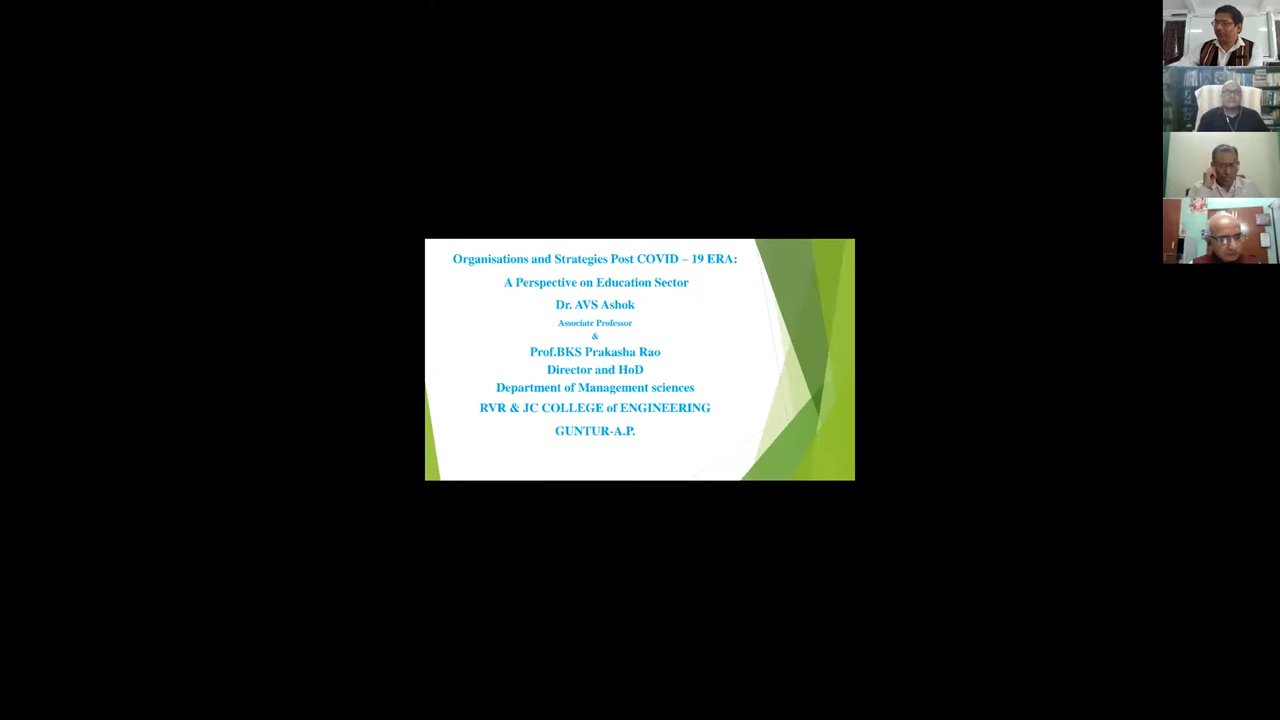 Organisations and Strategies Post COVID – 19 ERA:
A Perspective on Education Sector
Dr. AVS Ashok
Associate Professor
&
Prof.BKS Prakasha Rao
Director and HoD
Department of Management sciences
RVR & JC COLLEGE of ENGINEERING
GUNTUR-A.P.